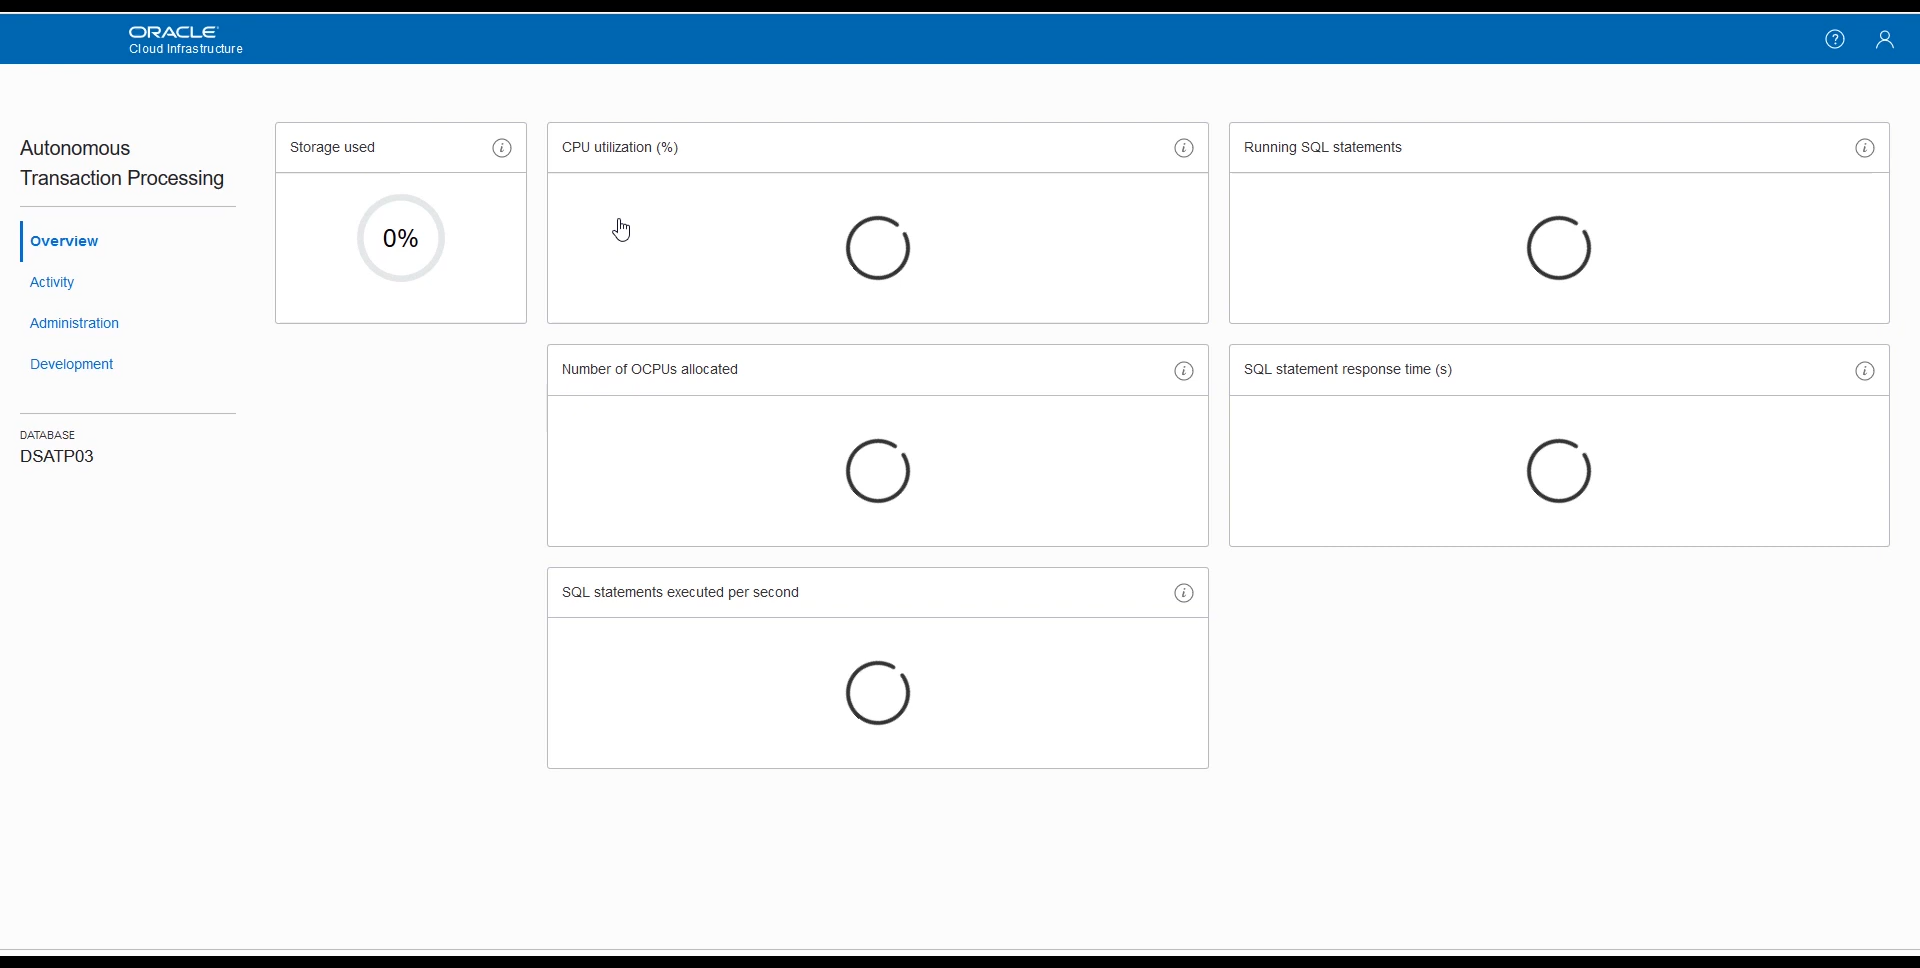 ORACLE
Cloud Infrastructure
Autonomous
Transaction Processing
Overview
Activity
Administration
Development
DATABASE
DSATP03
Storage used
0%
CPU utilization (%)
Running SQL statements
Number of OCPUs allocated
SQL statement response time (s)
SQL statements executed per second